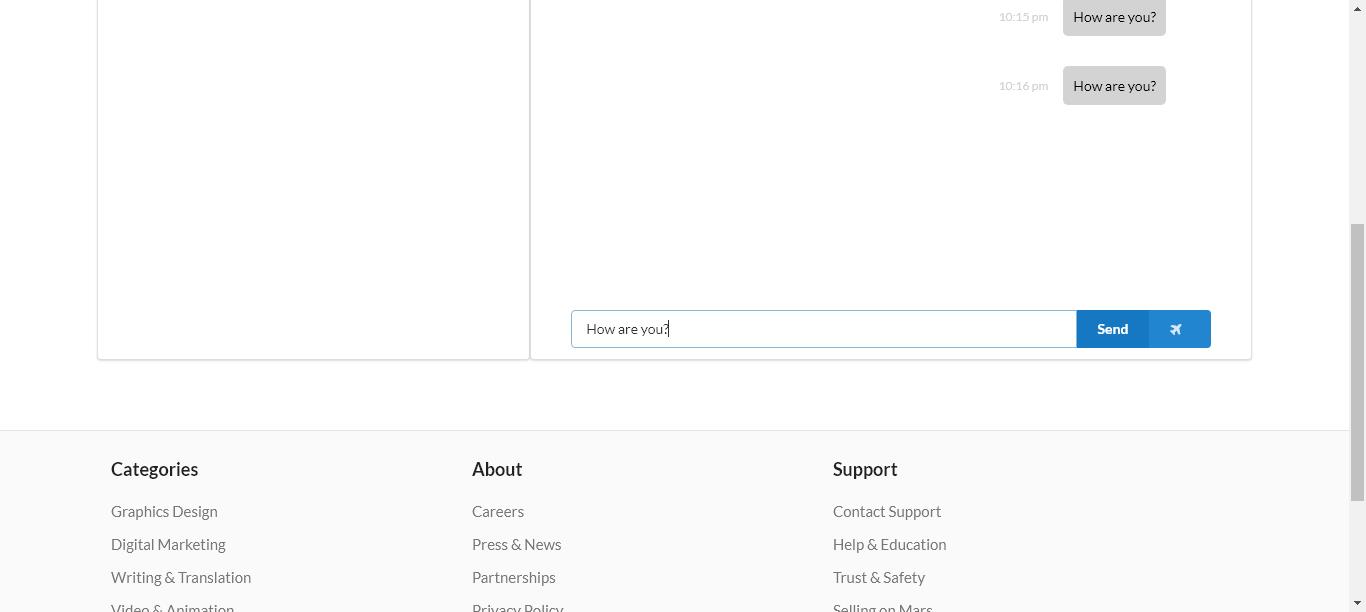 10:15 pm How are you?
10:16 pm How are you?
How are you? Send
Categories About Support
Graphics Design Careers Contact Support
Digital Marketing Press & News Help & Education
Writing & Translation Partnerships Trust & Safety
Video & Animation Privacy Policy Selling on Mars